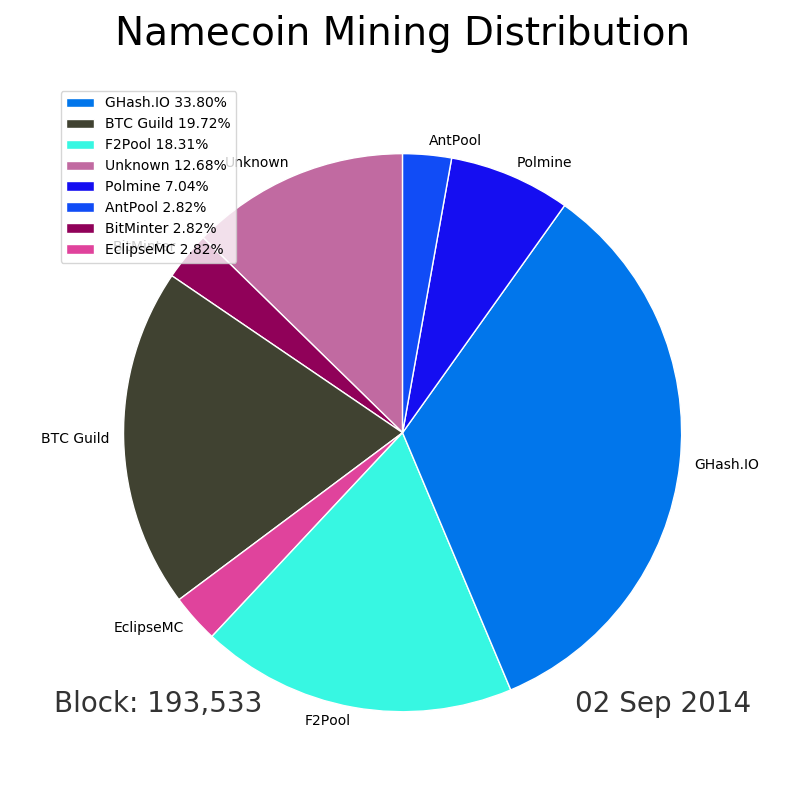 Namecoin Mining Distribution
GHash.IO 33.80%
BTC Guild 19.72%
F2Pool 18.31%
Unknown 12.68%
Polmine 7.04%
AntPool 2.82%
BitMinter 2.82%
EclipseMC 2.82%
AntPool
Unknown
Polmine
BitMinter
BTC Guild
GHash.IO
EclipseMC
F2Pool
Block: 193,533
02 Sep 2014